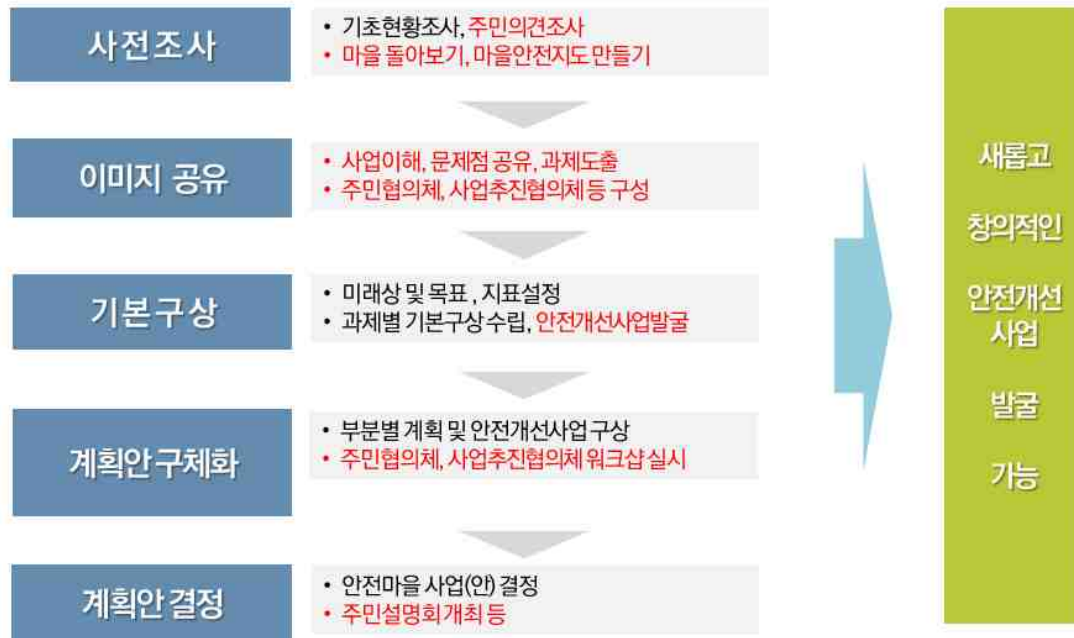 사전조사
• 기초현황조사, 주민의견조사
• 마을 돌아보기, 마을안전지도 만들기
이미지 공유
• 사업이해, 문제점 공유, 과제도출
• 주민협의체, 사업추진협의체 등 구성
기본구상
• 미래상 및 목표 , 지표설정
• 과제별 기본구상 수립, 안전개선사업발굴
계획안 구체화
• 부분별 계획 및 안전개선사업 구상
• 주민협의체, 사업추진협의체 워크샵 실시
계획안 결정
• 안전마을 사업(안) 결정
• 주민설명회 개최 등
새롭고
창의적인
안전개선
사업
발굴
가능